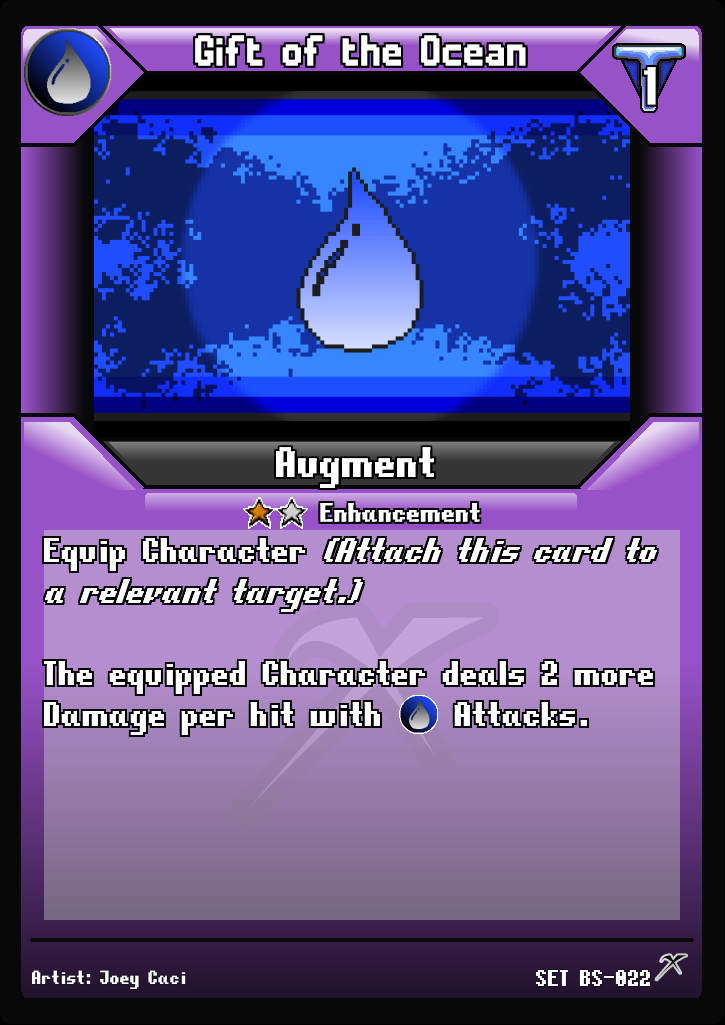 Gift of the Ocean
1
Augment
Enhancement
Equip Character (Attach this card to
a relevant target.)
The equipped Character deals 2 more
Damage per hit with Attacks.
Artist: Joey Caci
SET BS-022